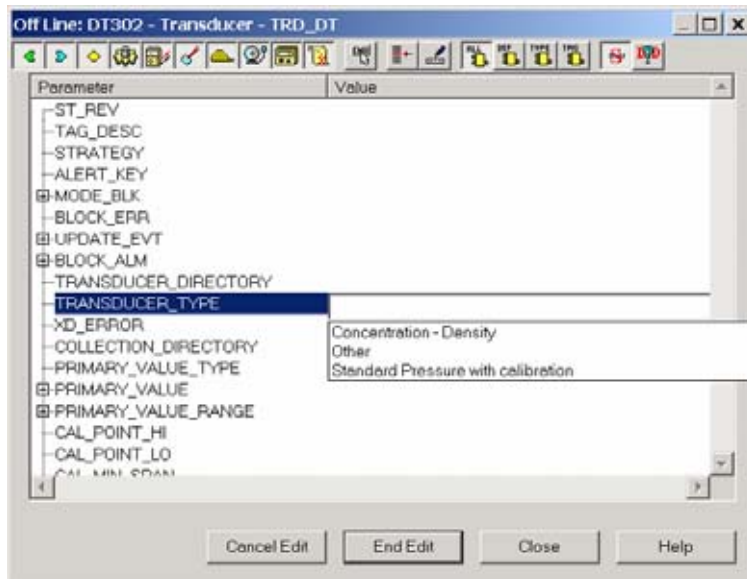 Off Line: DT302 - Transducer - TRD_DT
Parameter Value
ST_REV
TAG_DESC
STRATEGY
ALERT_KEY
MODE_BLK
BLOCK_ERR
UPDATE_EVT
BLOCK_ALM
TRANSDUCER_DIRECTORY
TRANSDUCER_TYPE
XD_ERROR
Concentration - Density
COLLECTION_DIRECTORY
Other
PRIMARY_VALUE_TYPE
Standard Pressure with calibration
PRIMARY_VALUE
PRIMARY_VALUE_RANGE
CAL_POINT_HI
CAL_POINT_LO
CAL_MIN_SPAN
Cancel Edit End Edit Close Help